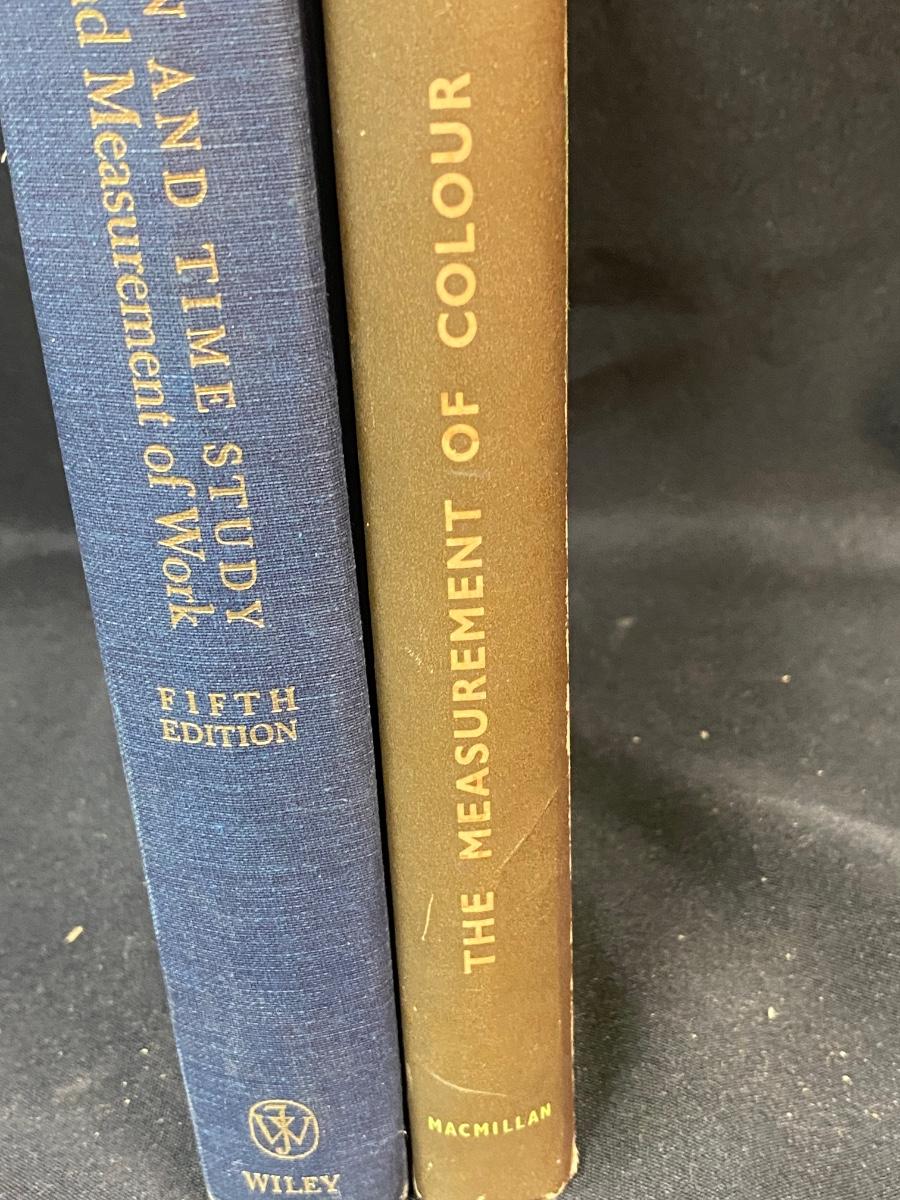 AND TIME STUDY
Measurement of Work
FIFTH
EDITION
WILEY
THE MEASUREMENT OF COLOUR
MACMILLAN